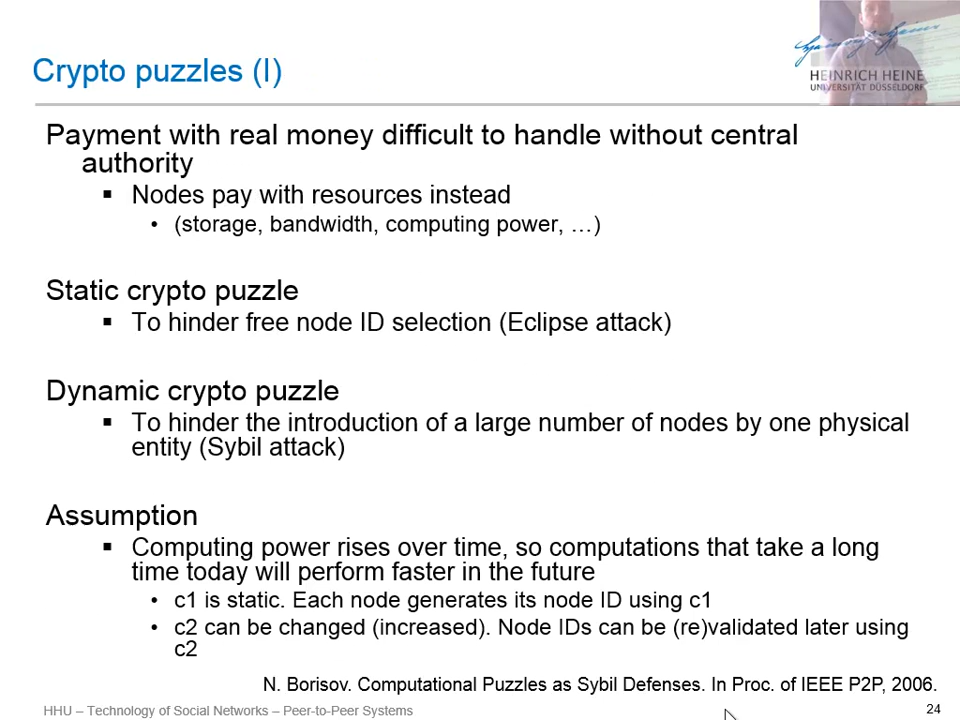 Crypto puzzles (I)
HEINRICH HEINE
UNIVERSITÄT DÜSSELDORF
Payment with real money difficult to handle without central
authority
▪ Nodes pay with resources instead
• (storage, bandwidth, computing power, …)
Static crypto puzzle
▪ To hinder free node ID selection (Eclipse attack)
Dynamic crypto puzzle
▪ To hinder the introduction of a large number of nodes by one physical
entity (Sybil attack)
Assumption
▪ Computing power rises over time, so computations that take a long
time today will perform faster in the future
• c1 is static. Each node generates its node ID using c1
• c2 can be changed (increased). Node IDs can be (re)validated later using
c2
N. Borisov. Computational Puzzles as Sybil Defenses. In Proc. of IEEE P2P, 2006.
HHU – Technology of Social Networks – Peer-to-Peer Systems
24